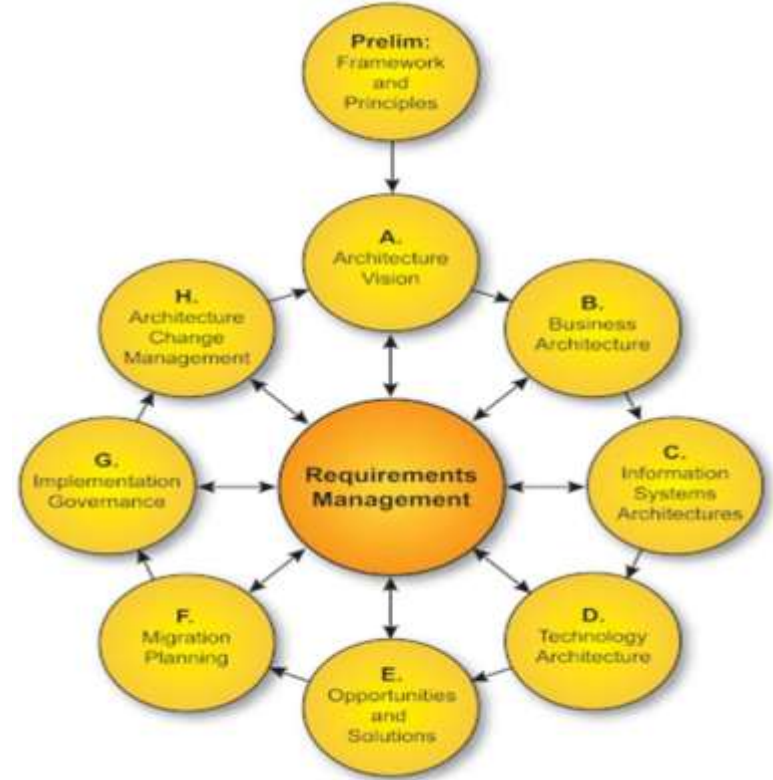 Prelim:
Framework
and
Principles
A.
Architecture
Vision
B.
Business
Architecture
C.
Information
Systems
Architectures
D.
Technology
Architecture
E.
Opportunities
and
Solutions
F.
Migration
Planning
G.
Implementation
Governance
H.
Architecture
Change
Management
Requirements
Management